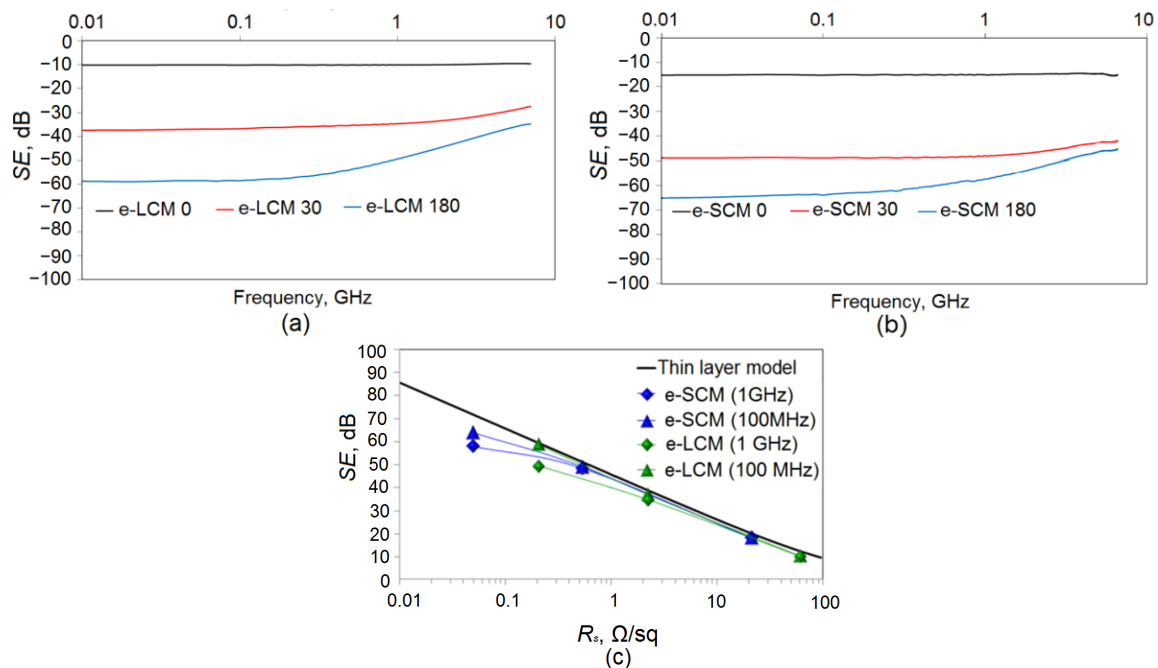 0.01 0.1 1 10
0
−10
−20
−30
−40
−50
−60
−70
−80
−90
−100
SE, dB
e-LCM 0 e-LCM 30 e-LCM 180
Frequency, GHz
(a)
0.01 0.1 1 10
0
−10
−20
−30
−40
−50
−60
−70
−80
−90
−100
SE, dB
e-SCM 0 e-SCM 30 e-SCM 180
Frequency, GHz
(b)
100
90
80
70
60
50
40
30
20
10
0
SE, dB
Thin layer model
e-SCM (1GHz)
e-SCM (100MHz)
e-LCM (1 GHz)
e-LCM (100 MHz)
0.01 0.1 1 10 100
Rs, Ω/sq
(c)